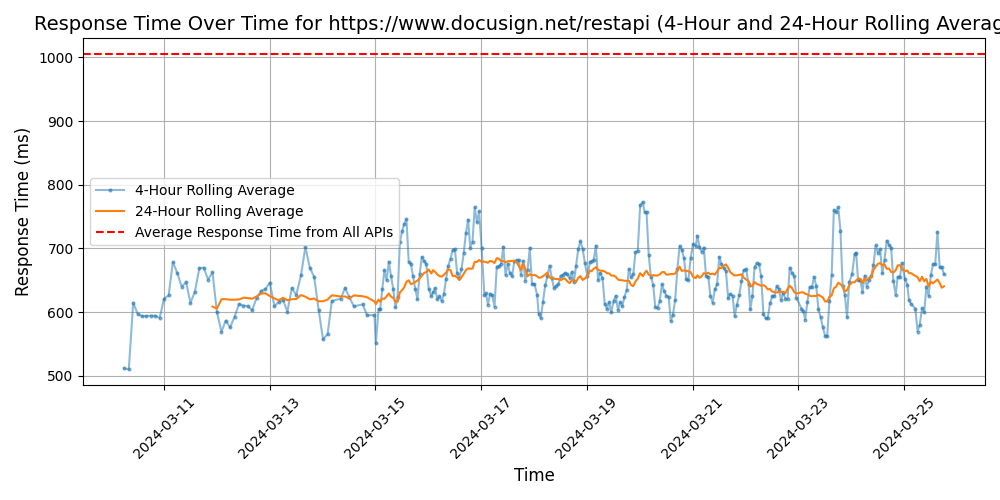 Response Time Over Time for https://www.docusign.net/restapi (4-Hour and 24-Hour Rolling Averag
Response Time (ms)
1000
900
800
700
600
500
4-Hour Rolling Average
24-Hour Rolling Average
Average Response Time from All APIs
2024-03-11
2024-03-13
2024-03-15
2024-03-17
2024-03-19
2024-03-21
2024-03-23
2024-03-25
Time